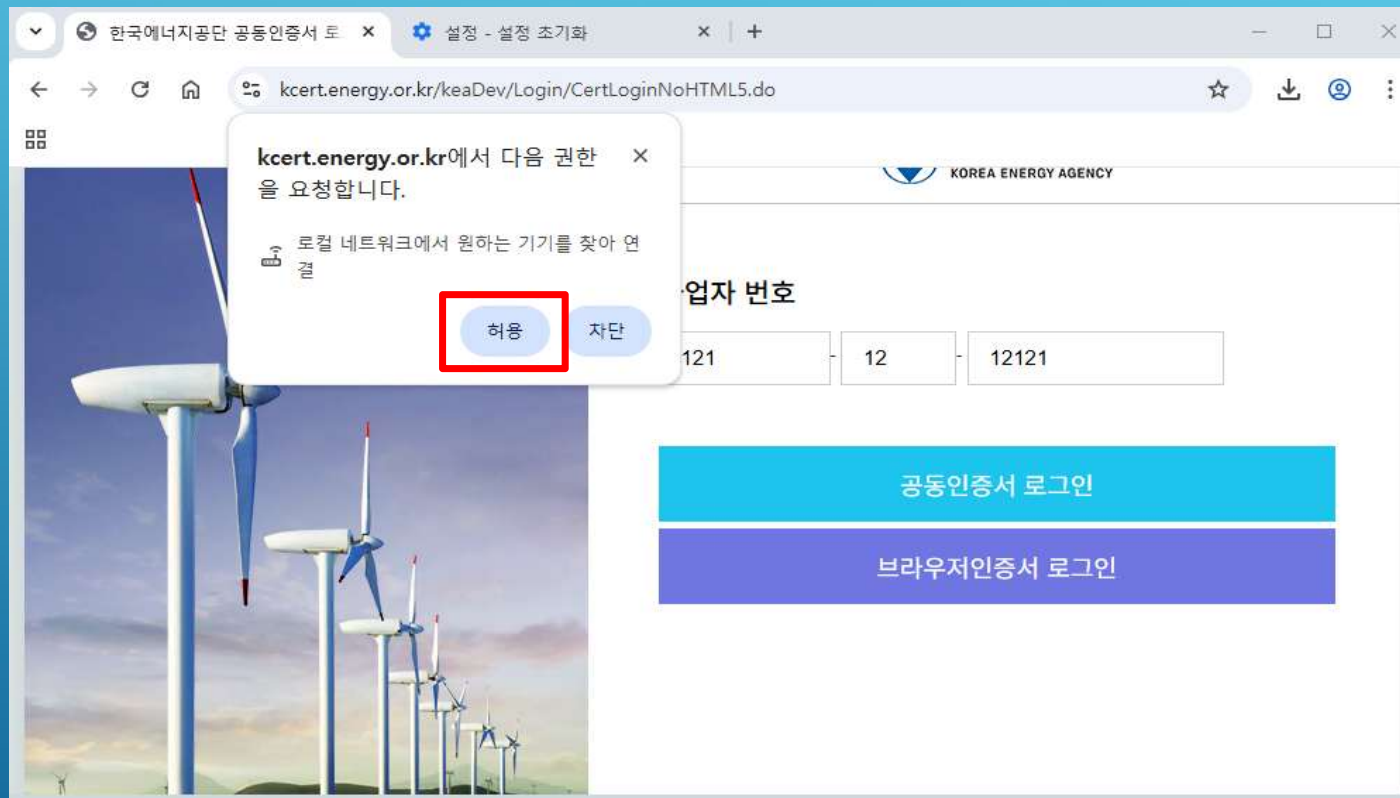 한국에너지공단 공동인증서 로
설정 - 설정 초기화
kcert.energy.or.kr/keaDev/Login/CertLoginNoHTML5.do
kcert.energy.or.kr에서 다음 권한
을 요청합니다.
로컬 네트워크에서 원하는 기기를 찾아 연
결
허용 차단
KOREA ENERGY AGENCY
업자 번호
121 - 12 - 12121
공동인증서 로그인
브라우저인증서 로그인